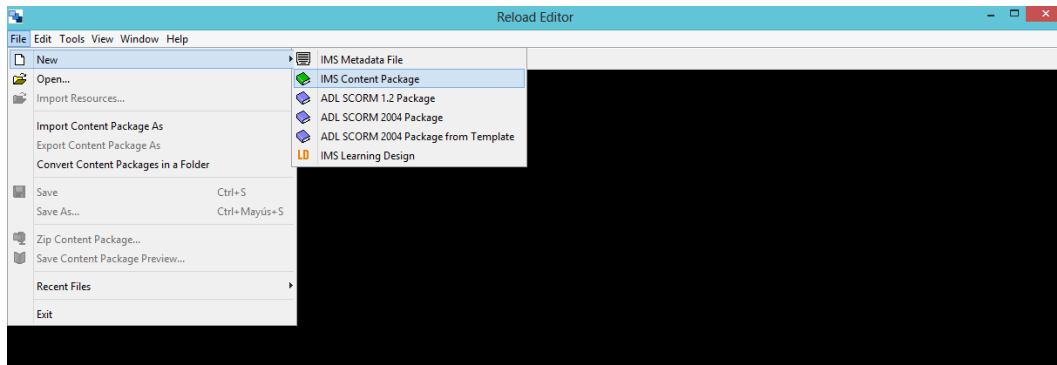 Reload Editor
File Edit Tools View Window Help
New
Open...
Import Resources...
Import Content Package As
Export Content Package As
Convert Content Packages in a Folder
Save Ctrl+S
Save As... Ctrl+Mayús+S
Zip Content Package...
Save Content Package Preview...
Recent Files
Exit
IMS Metadata File
IMS Content Package
ADL SCORM 1.2 Package
ADL SCORM 2004 Package
ADL SCORM 2004 Package from Template
LD IMS Learning Design